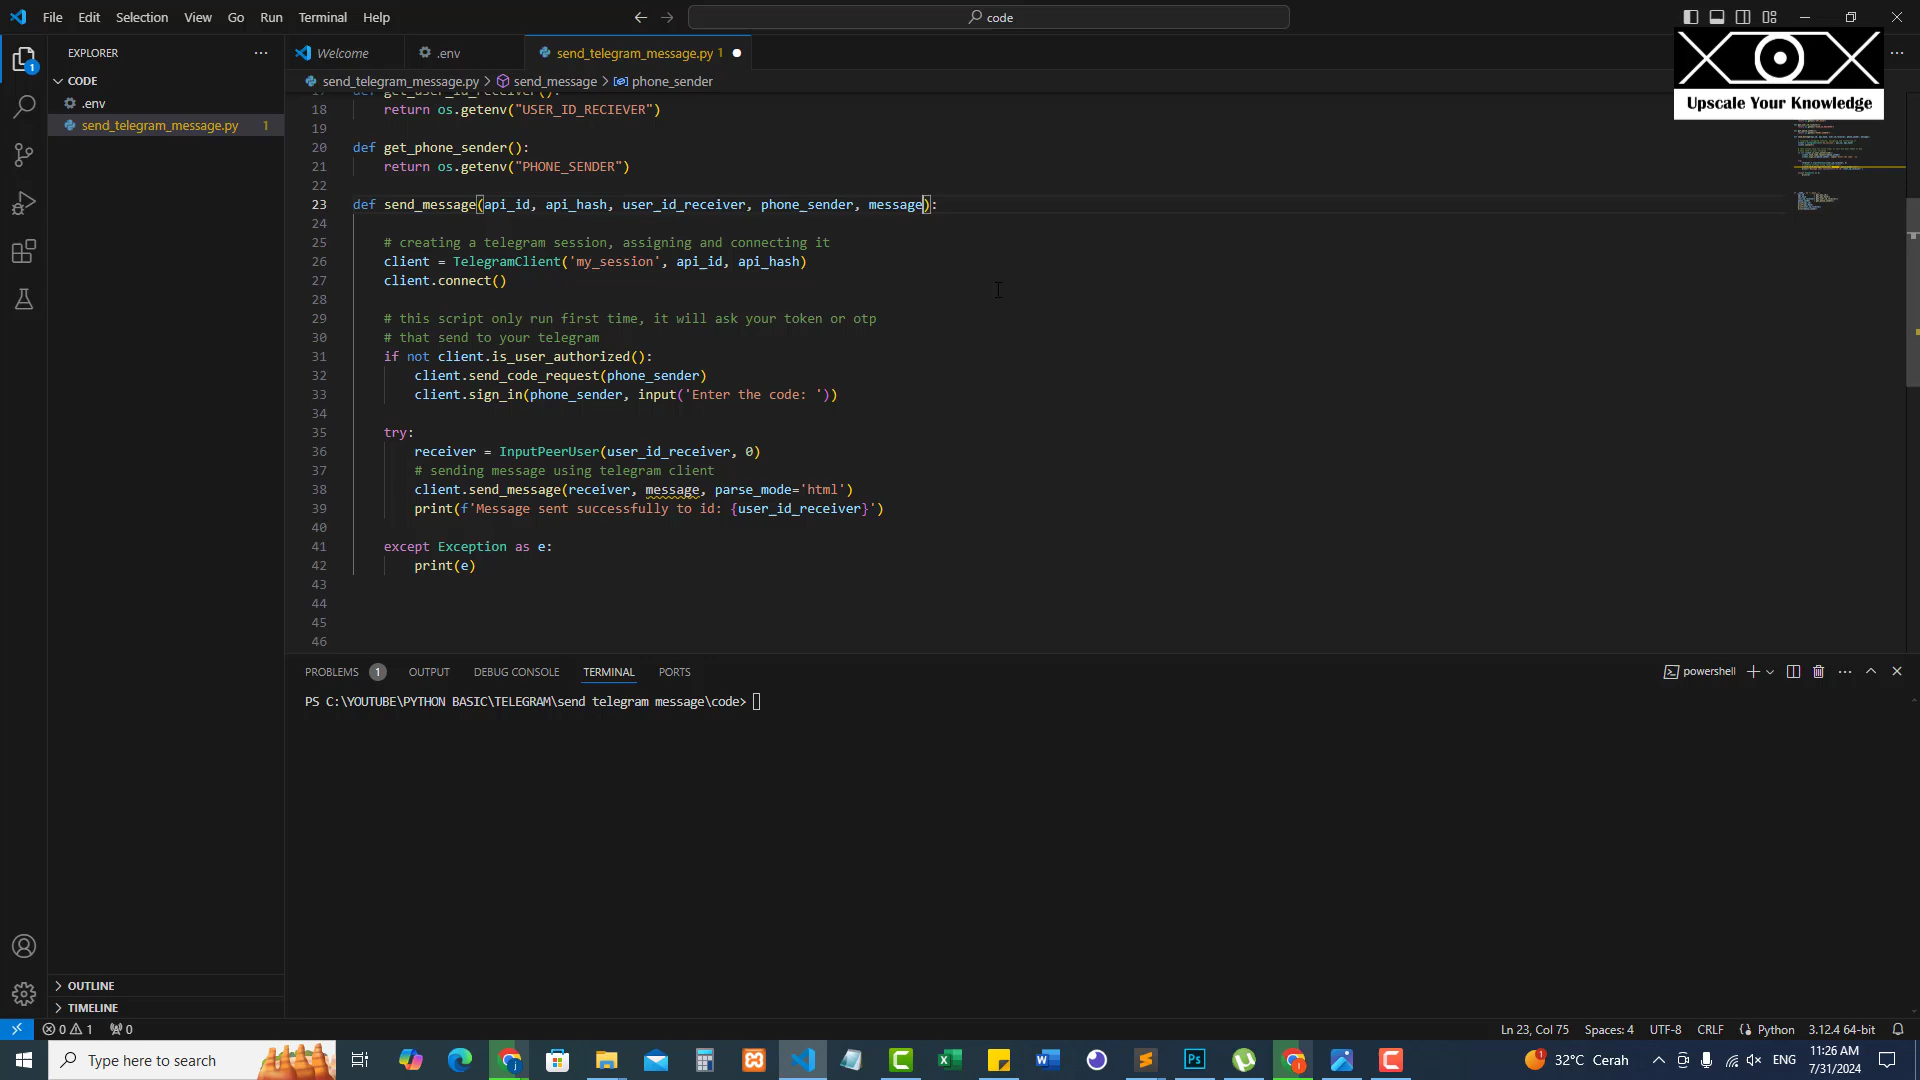 File Edit Selection View Go Run Terminal Help
code
EXPLORER
CODE
.env
send_telegram_message.py 1
OUTLINE
TIMELINE
Welcome
.env
send_telegram_message.py 1
send_telegram_message.py > send_message > phone_sender
Upscale Your Knowledge
18 return os.getenv("USER_ID_RECIEVER")
19
20 def get_phone_sender():
21 return os.getenv("PHONE_SENDER")
22
23 def send_message(api_id, api_hash, user_id_receiver, phone_sender, message):
24
25 # creating a telegram session, assigning and connecting it
26 client = TelegramClient('my_session', api_id, api_hash)
27 client.connect()
28
29 # this script only run first time, it will ask your token or otp
30 # that send to your telegram
31 if not client.is_user_authorized():
32 client.send_code_request(phone_sender)
33 client.sign_in(phone_sender, input('Enter the code: '))
34
35 try:
36 receiver = InputPeerUser(user_id_receiver, 0)
37 # sending message using telegram client
38 client.send_message(receiver, message, parse_mode='html')
39 print(f'Message sent successfully to id: {user_id_receiver}')
40
41 except Exception as e:
42 print(e)
43
44
45
46
PROBLEMS 1 OUTPUT DEBUG CONSOLE TERMINAL PORTS
powershell
PS C:\YOUTUBE\PYTHON BASIC\TELEGRAM\send telegram message\code>
0 1 0
Ln 23, Col 75 Spaces: 4 UTF-8 CRLF Python 3.12.4 64-bit
Type here to search
32°C Cerah
ENG
11:26 AM
7/31/2024